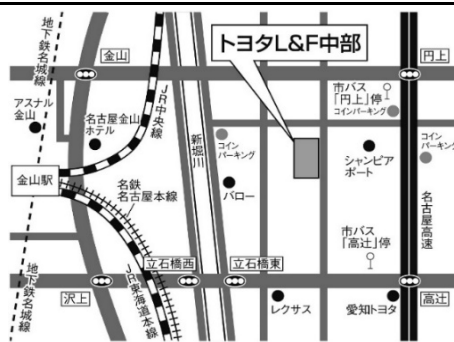 トヨタL&F中部
地下鉄名城線
金山
円上
アスナル
金山
名古屋金山
ホテル
JR中央線
新堀川
コイン
パーキング
市バス
「円上」停
コインパーキング
コイン
パーキング
シャンピア
ポート
金山駅
名鉄
名古屋本線
バロー
名古屋高速
市バス
「高辻」停
地下鉄名城線
沢上
JR東海道本線
立石橋西
立石橋東
レクサス
愛知トヨタ
高辻